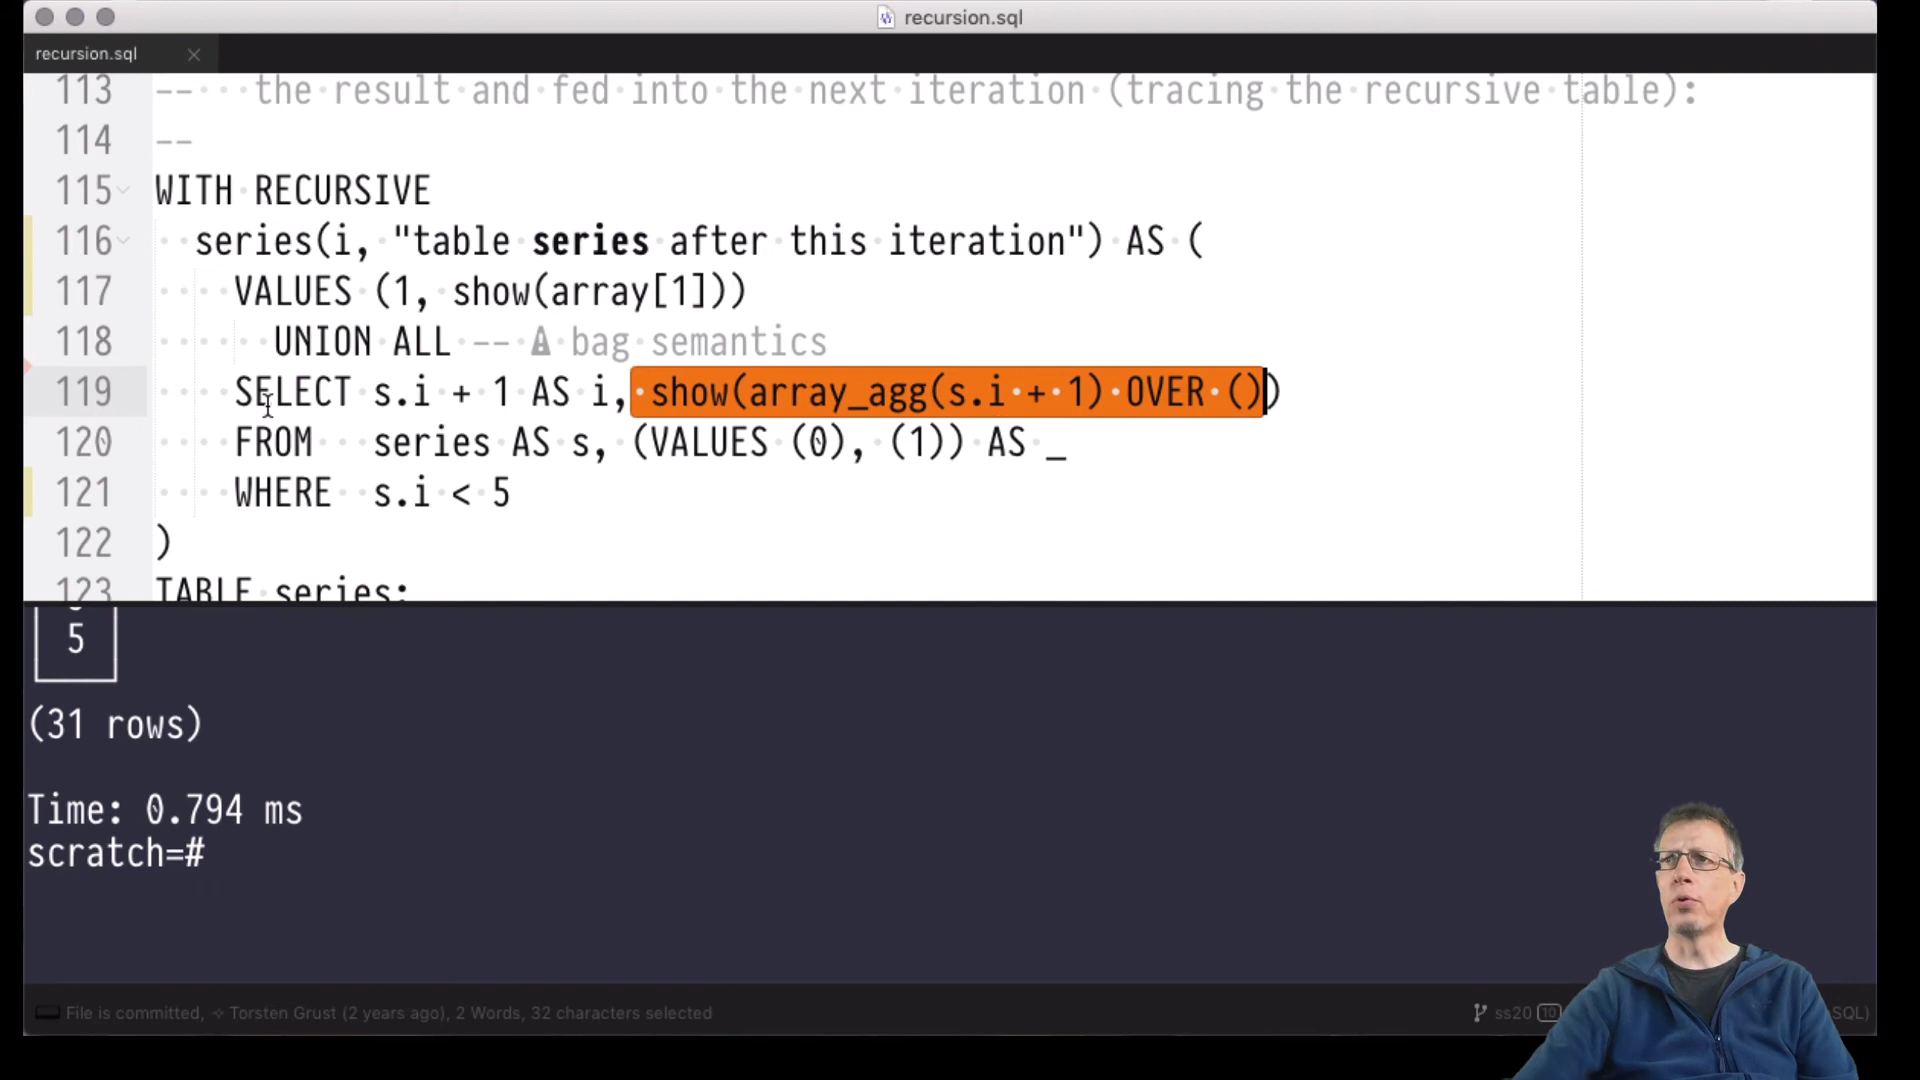 recursion.sql
recursion.sql
113 -- the result and fed into the next iteration (tracing the recursive table):
114 --
115 WITH RECURSIVE
116 series(i, "table series after this iteration") AS (
117 VALUES (1, show(array[1]))
118 UNION ALL -- ⚠ bag semantics
119 SELECT s.i + 1 AS i, show(array_agg(s.i + 1) OVER ())
120 FROM series AS s, (VALUES (0), (1)) AS _
121 WHERE s.i < 5
122 )
123 TABLE series;
5
(31 rows)
Time: 0.794 ms
scratch=#
File is committed, Torsten Grust (2 years ago), 2 Words, 32 characters selected
ss20 10
SQL)